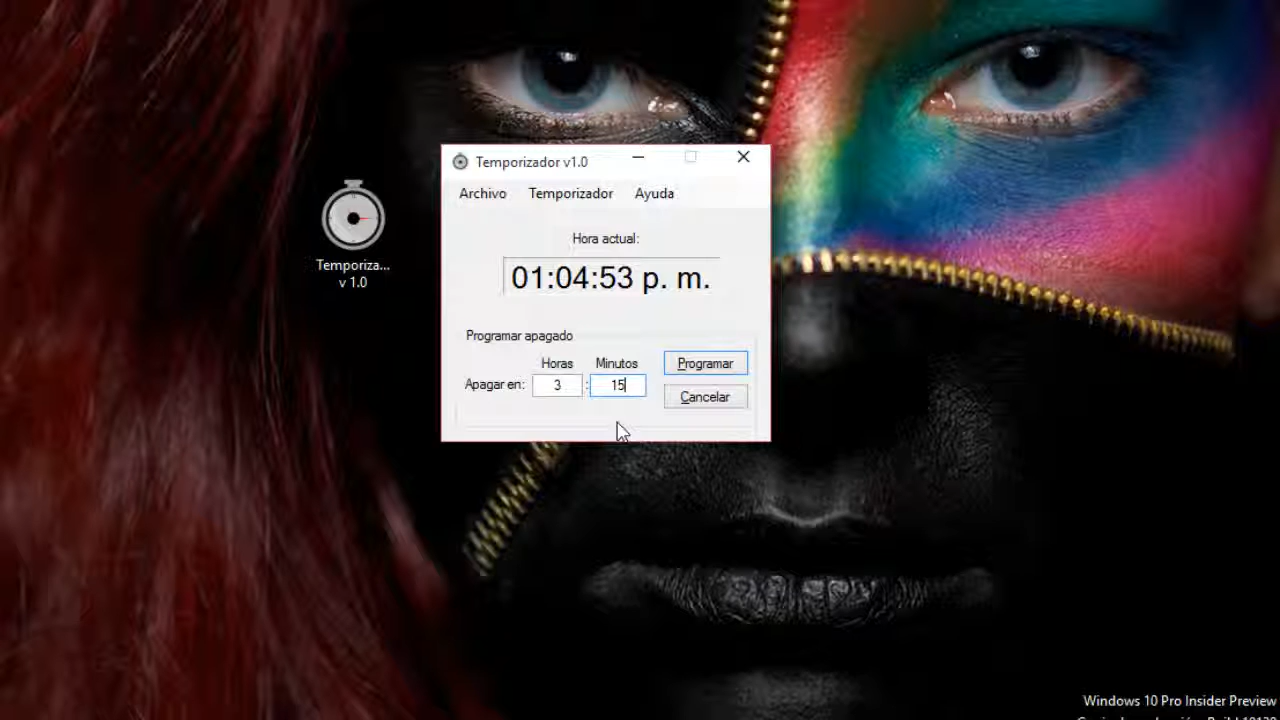 Temporizador v1.0
Archivo Temporizador Ayuda
Hora actual:
01:04:53 p. m.
Programar apagado
Horas Minutos
Programar
Apagar en: 3 : 15
Cancelar
Temporiza...
v 1.0
Windows 10 Pro Insider Preview